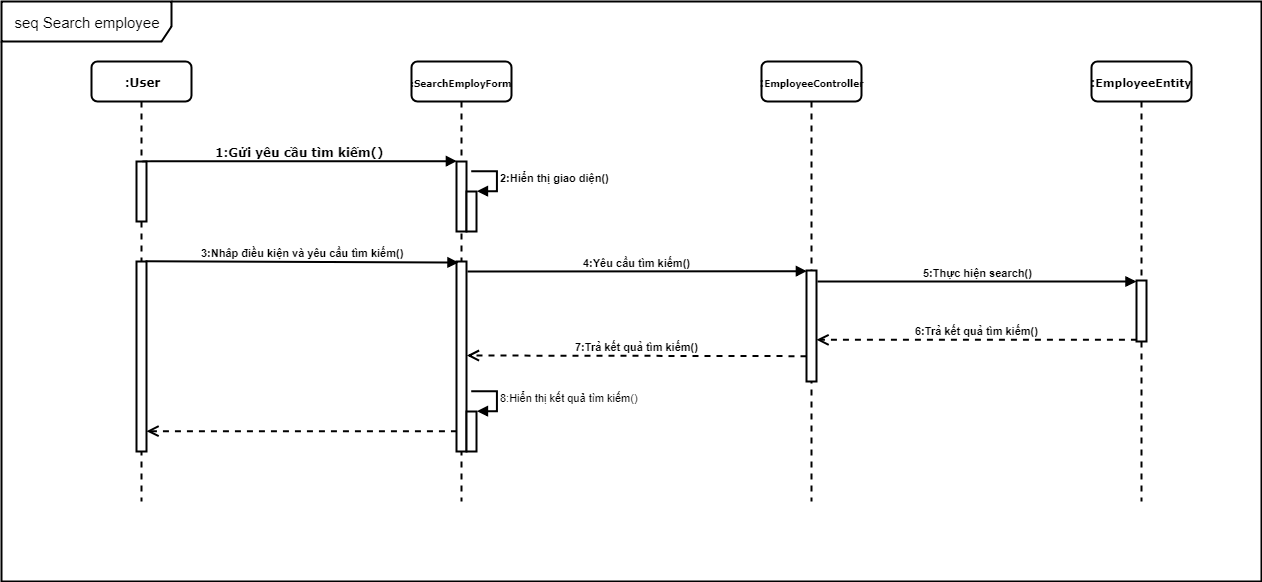 seq Search employee
:User
:SearchEmployForm
:EmployeeController
:EmployeeEntity
1:Gửi yêu cầu tìm kiếm()
2:Hiển thị giao diện()
3:Nhâp điều kiện và yêu cầu tìm kiếm()
4:Yêu cầu tìm kiếm()
5:Thực hiện search()
6:Trả kết quả tìm kiếm()
7:Trả kết quả tìm kiếm()
8:Hiển thị kết quả tìm kiếm()